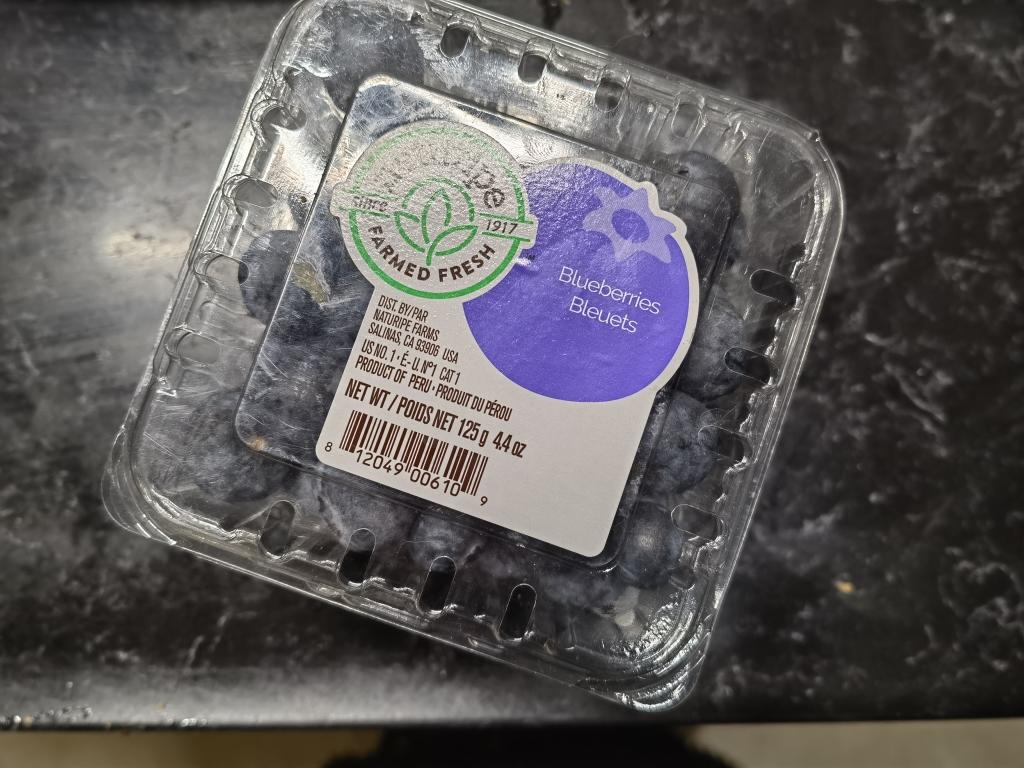 naturipe
since 1917
FARMED FRESH
Blueberries
Bleuets
DIST. BY/PAR
NATURIPE FARMS
SALINAS, CA 93906 USA
US NO. 1 • É-U. Nº1 CAT 1
PRODUCT OF PERU • PRODUIT DU PÉROU
NET WT / POIDS NET 125 g 4,4 oz
8 12049 00610 9